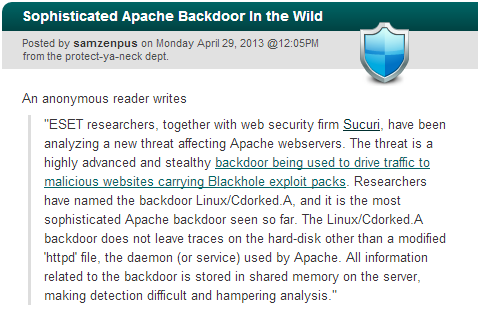 Sophisticated Apache Backdoor In the Wild
Posted by samzenpus on Monday April 29, 2013 @12:05PM
from the protect-ya-neck dept.
An anonymous reader writes
"ESET researchers, together with web security firm Sucuri, have been
analyzing a new threat affecting Apache webservers. The threat is a
highly advanced and stealthy backdoor being used to drive traffic to
malicious websites carrying Blackhole exploit packs. Researchers
have named the backdoor Linux/Cdorked.A, and it is the most
sophisticated Apache backdoor seen so far. The Linux/Cdorked.A
backdoor does not leave traces on the hard-disk other than a modified
'httpd' file, the daemon (or service) used by Apache. All information
related to the backdoor is stored in shared memory on the server,
making detection difficult and hampering analysis."